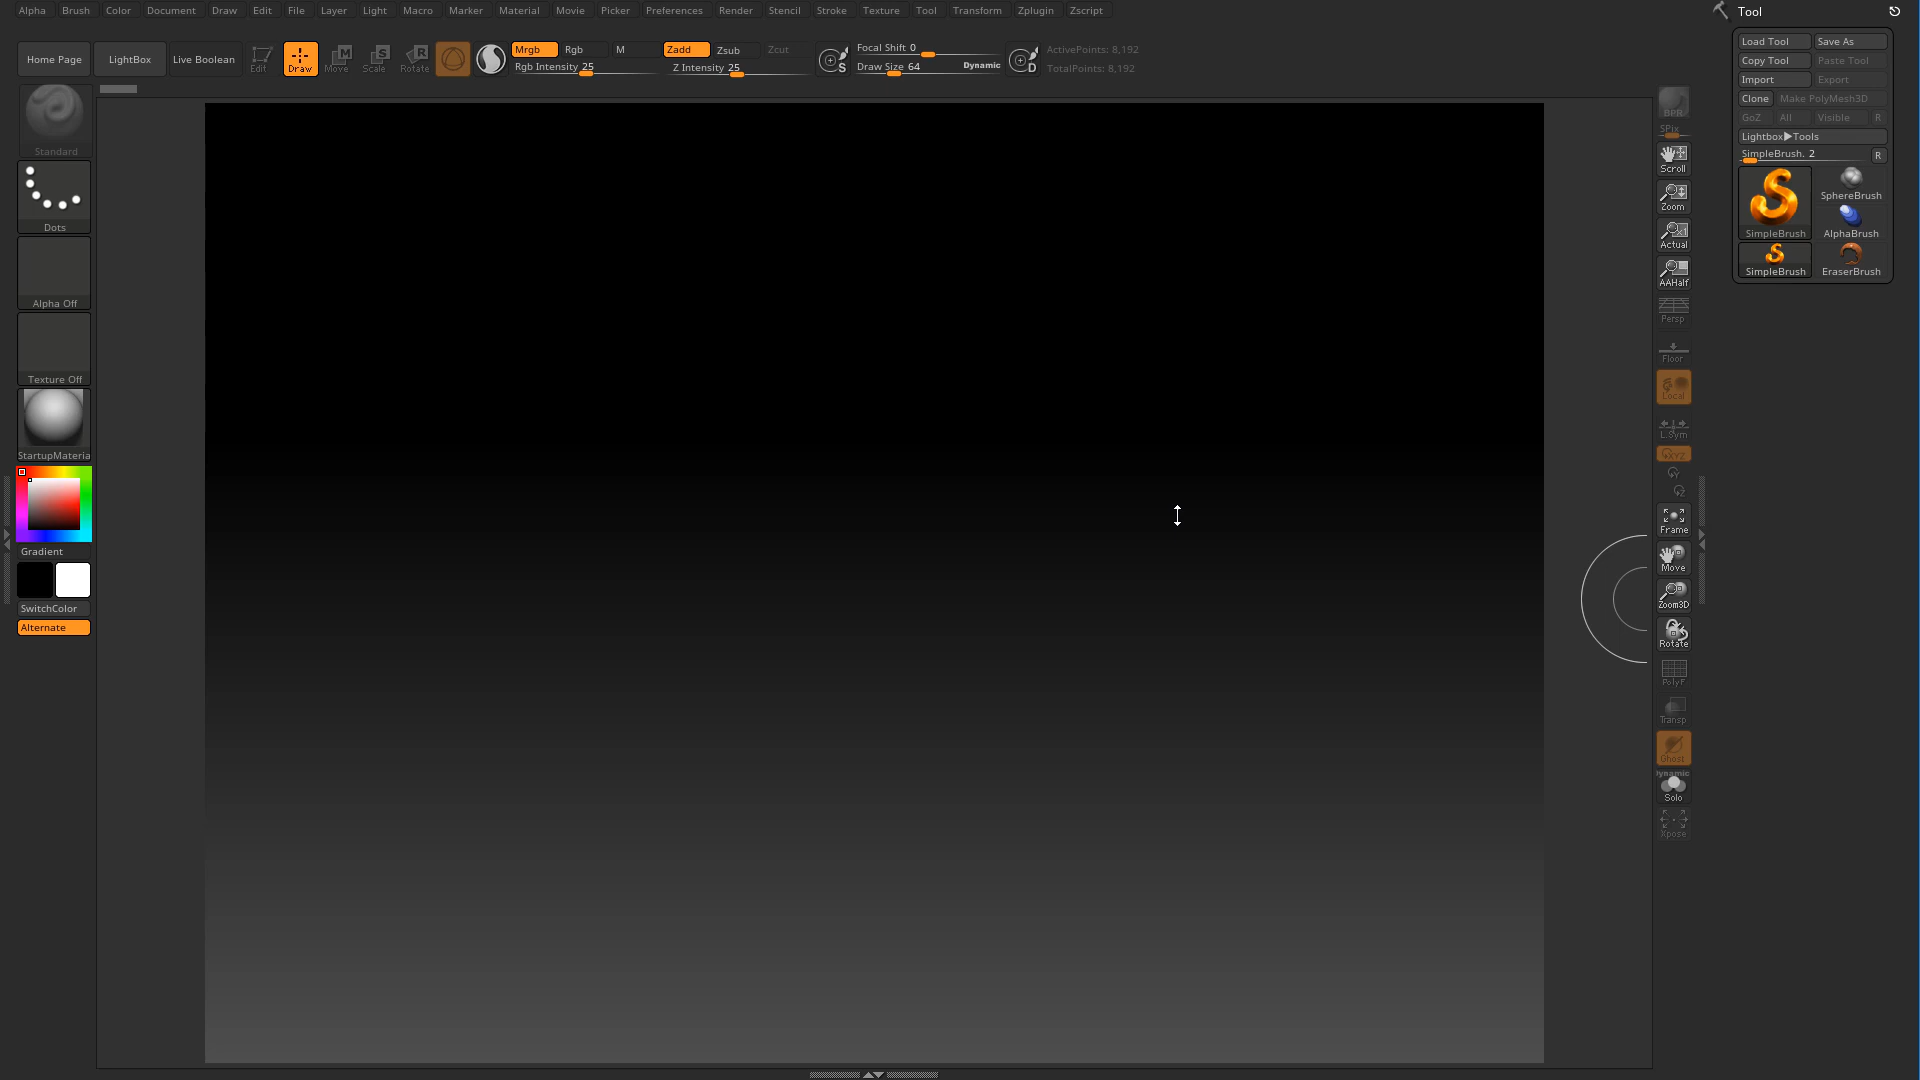 Alpha Brush Color Document Draw Edit File Layer Light Macro Marker Material Movie Picker Preferences Render Stencil Stroke Texture Tool Transform Zplugin Zscript
Tool
Home Page
LightBox
Live Boolean
Edit
Draw
Move
Scale
Rotate
Mrgb Rgb M
Rgb Intensity 25
Zadd Zsub Zcut
Z Intensity 25
S
Focal Shift 0
Draw Size 64
Dynamic
D
ActivePoints: 8,192
TotalPoints: 8,192
Standard
Dots
Alpha Off
Texture Off
StartupMateria
Gradient
SwitchColor
Alternate
BPR
SPix
Scroll
Zoom
Actual
AAHalf
Persp
Floor
Local
L.Sym
XYZ
Y
Z
Frame
Move
Zoom3D
Rotate
PolyF
Transp
Ghost
Dynamic
Solo
Xpose
Load Tool Save As
Copy Tool Paste Tool
Import Export
Clone Make PolyMesh3D
GoZ All Visible R
Lightbox▶Tools
SimpleBrush. 2 R
SimpleBrush
SphereBrush
AlphaBrush
SimpleBrush
EraserBrush